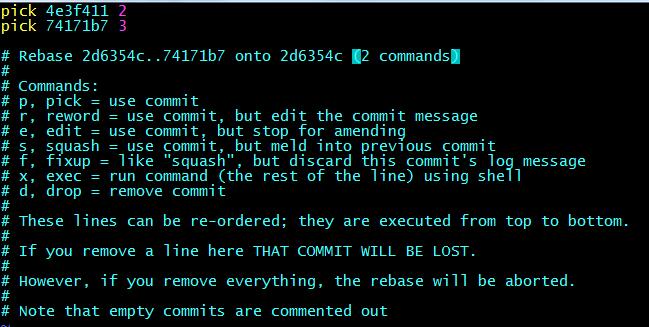 pick 4e3f411 2
pick 74171b7 3
# Rebase 2d6354c..74171b7 onto 2d6354c (2 commands)
#
# Commands:
# p, pick = use commit
# r, reword = use commit, but edit the commit message
# e, edit = use commit, but stop for amending
# s, squash = use commit, but meld into previous commit
# f, fixup = like "squash", but discard this commit's log message
# x, exec = run command (the rest of the line) using shell
# d, drop = remove commit
#
# These lines can be re-ordered; they are executed from top to bottom.
#
# If you remove a line here THAT COMMIT WILL BE LOST.
#
# However, if you remove everything, the rebase will be aborted.
#
# Note that empty commits are commented out
~